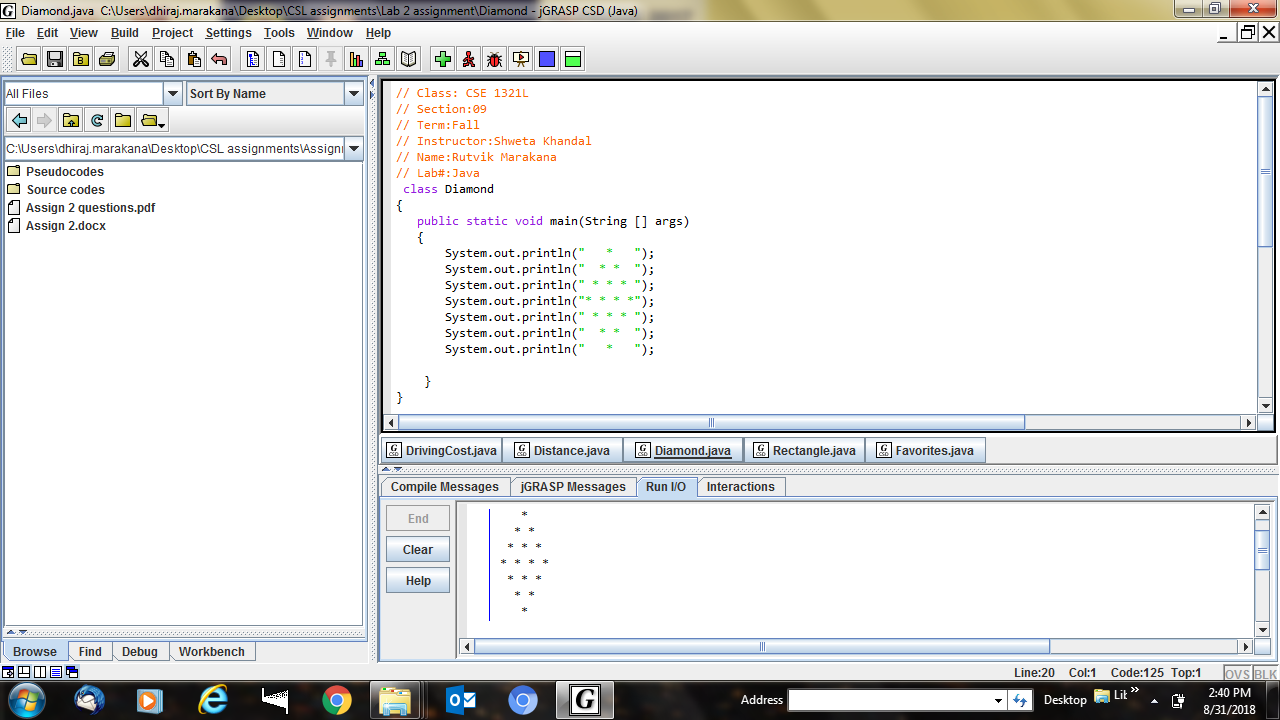 Diamond.java C:\Users\dhiraj.marakana\Desktop\CSL assignments\Lab 2 assignment\Diamond - jGRASP CSD (Java)
File Edit View Build Project Settings Tools Window Help
All Files
Sort By Name
C:\Users\dhiraj.marakana\Desktop\CSL assignments\Assignm
Pseudocodes
Source codes
Assign 2 questions.pdf
Assign 2.docx
Browse Find Debug Workbench
// Class: CSE 1321L
// Section:09
// Term:Fall
// Instructor:Shweta Khandal
// Name:Rutvik Marakana
// Lab#:Java
 class Diamond
{
   public static void main(String [] args)
   {
       System.out.println("   *   ");
       System.out.println("  * *  ");
       System.out.println(" * * * ");
       System.out.println("* * * *");
       System.out.println(" * * * ");
       System.out.println("  * *  ");
       System.out.println("   *   ");
    }
}
DrivingCost.java Distance.java Diamond.java Rectangle.java Favorites.java
Compile Messages jGRASP Messages Run I/O Interactions
End
Clear
Help
   *
  * *
 * * *
* * * *
 * * *
  * *
   *
Line:20 Col:1 Code:125 Top:1 OVS BLK
Address Desktop Lib »
2:40 PM
8/31/2018